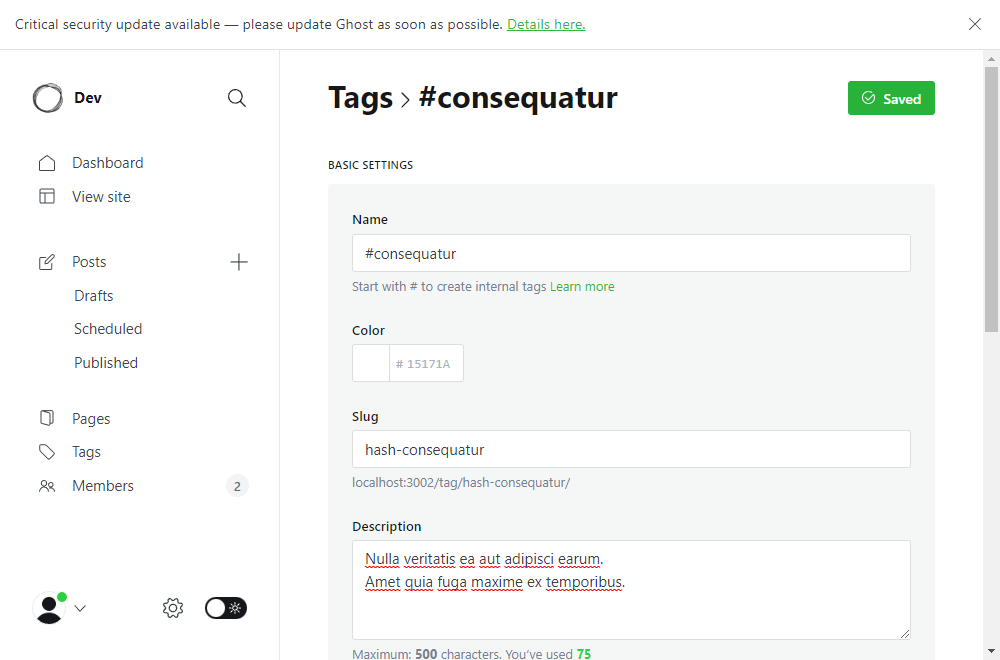 Critical security update available — please update Ghost as soon as possible. Details here.
Dev
Dashboard
View site
Posts
Drafts
Scheduled
Published
Pages
Tags
Members 2
Tags > #consequatur
Saved
BASIC SETTINGS
Name
#consequatur
Start with # to create internal tags Learn more
Color
# 15171A
Slug
hash-consequatur
localhost:3002/tag/hash-consequatur/
Description
Nulla veritatis ea aut adipisci earum.
Amet quia fuga maxime ex temporibus.
Maximum: 500 characters. You’ve used 75